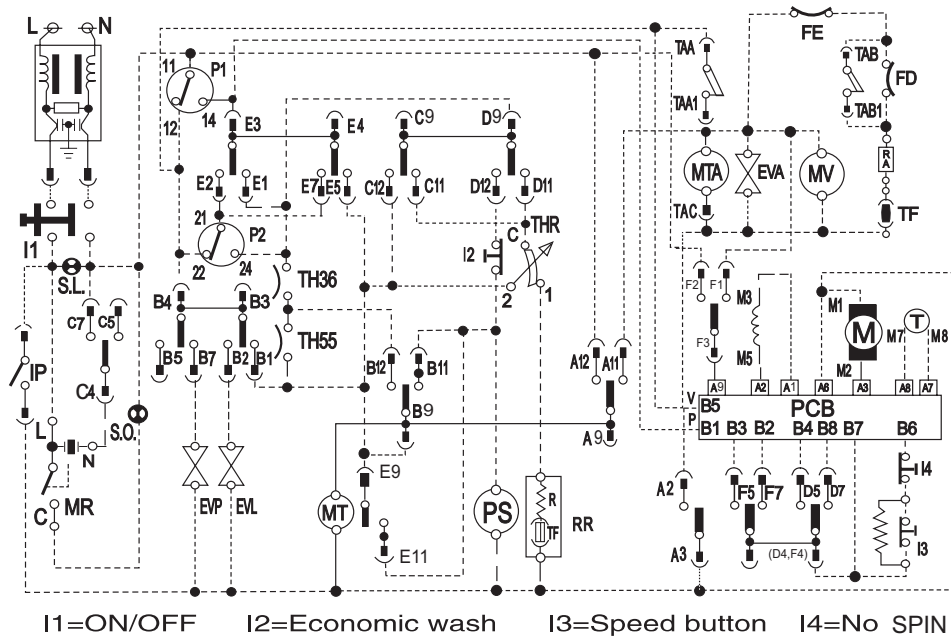 L N
FE
11
P1
TAA
TAB
FD
TAA1
TAB1
12 14
E3 E4 C9 D9
MTA EVA MV
RA
E2 E1 E7 E5 C12 C11 D12 D11
TAC
TF
I1
21
P2
C THR
I2
22 24
S.L.
TH36
2 1
F2 F1
M3
M1
B4 B3
C7 C5
M
T
M7 M8
IP
TH55
F3
M5
M2
B5 B7 B2 B1
B12 B11
A12 A11
C4
A9 A2 A1 A6 A3 A8 A7
B9
V
B5 PCB
P
B1 B3 B2 B4 B8 B7 B6
S.O.
L
N
A9
I4
MR
EVP EVL
E9
A2
F5 F7 D5 D7
C
MT
PS
R
TF
RR
E11
A3
(D4,F4)
I3
I1=ON/OFF I2=Economic wash I3=Speed button I4=No SPIN